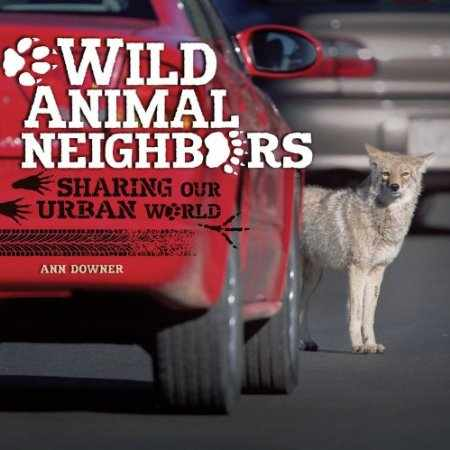 WILD
ANIMAL
NEIGHBORS
SHARING OUR
URBAN WORLD
ANN DOWNER